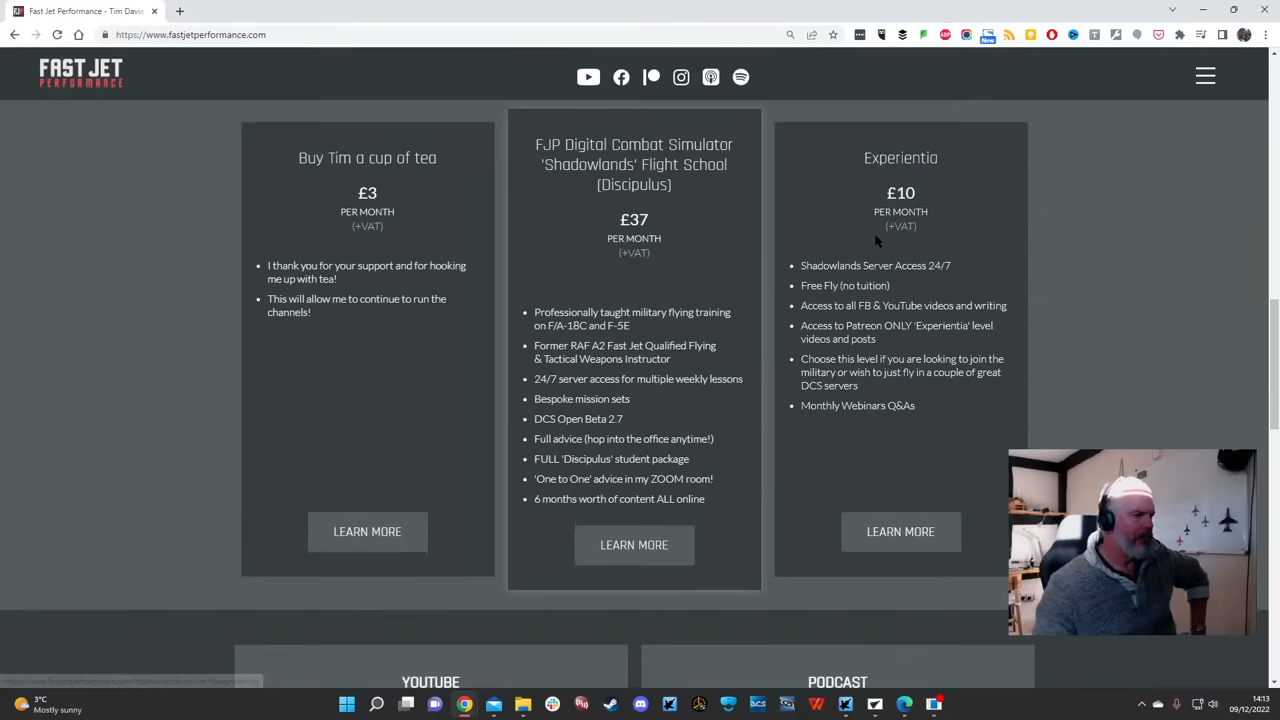 Fast Jet Performance - Tim Davie
https://www.fastjetperformance.com
New
FAST JET
PERFORMANCE
Buy Tim a cup of tea
£3
PER MONTH
(+VAT)
I thank you for your support and for hooking
me up with tea!
This will allow me to continue to run the
channels!
LEARN MORE
FJP Digital Combat Simulator
'Shadowlands' Flight School
(Discipulus)
£37
PER MONTH
(+VAT)
Professionally taught military flying training
on F/A-18C and F-5E
Former RAF A2 Fast Jet Qualified Flying
& Tactical Weapons Instructor
24/7 server access for multiple weekly lessons
Bespoke mission sets
DCS Open Beta 2.7
Full advice (hop into the office anytime!)
FULL 'Discipulus' student package
'One to One' advice in my ZOOM room!
6 months worth of content ALL online
LEARN MORE
Experientia
£10
PER MONTH
(+VAT)
Shadowlands Server Access 24/7
Free Fly (no tuition)
Access to all FB & YouTube videos and writing
Access to Patreon ONLY 'Experientia' level
videos and posts
Choose this level if you are looking to join the
military or wish to just fly in a couple of great
DCS servers
Monthly Webinars Q&As
LEARN MORE
YOUTUBE
PODCAST
3°C
Mostly sunny
14:13
09/12/2022